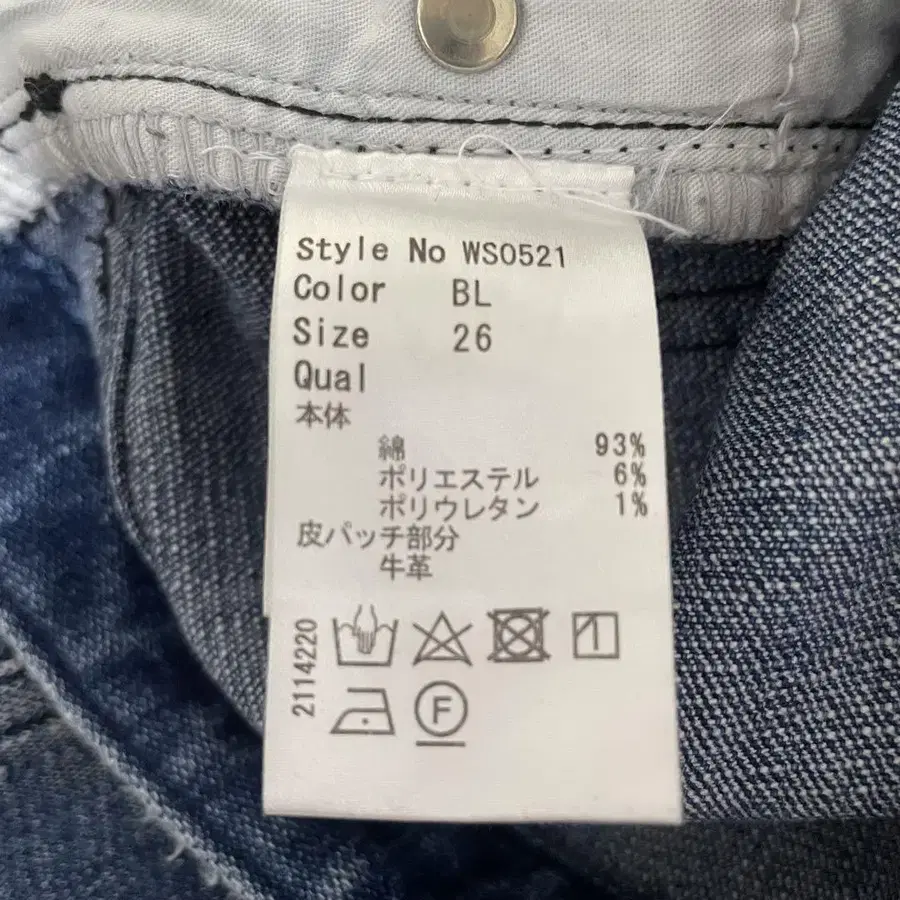 Style No WS0521
Color BL
Size 26
Qual
本体
綿 93%
ポリエステル 6%
ポリウレタン 1%
皮パッチ部分
牛革
2114220
F